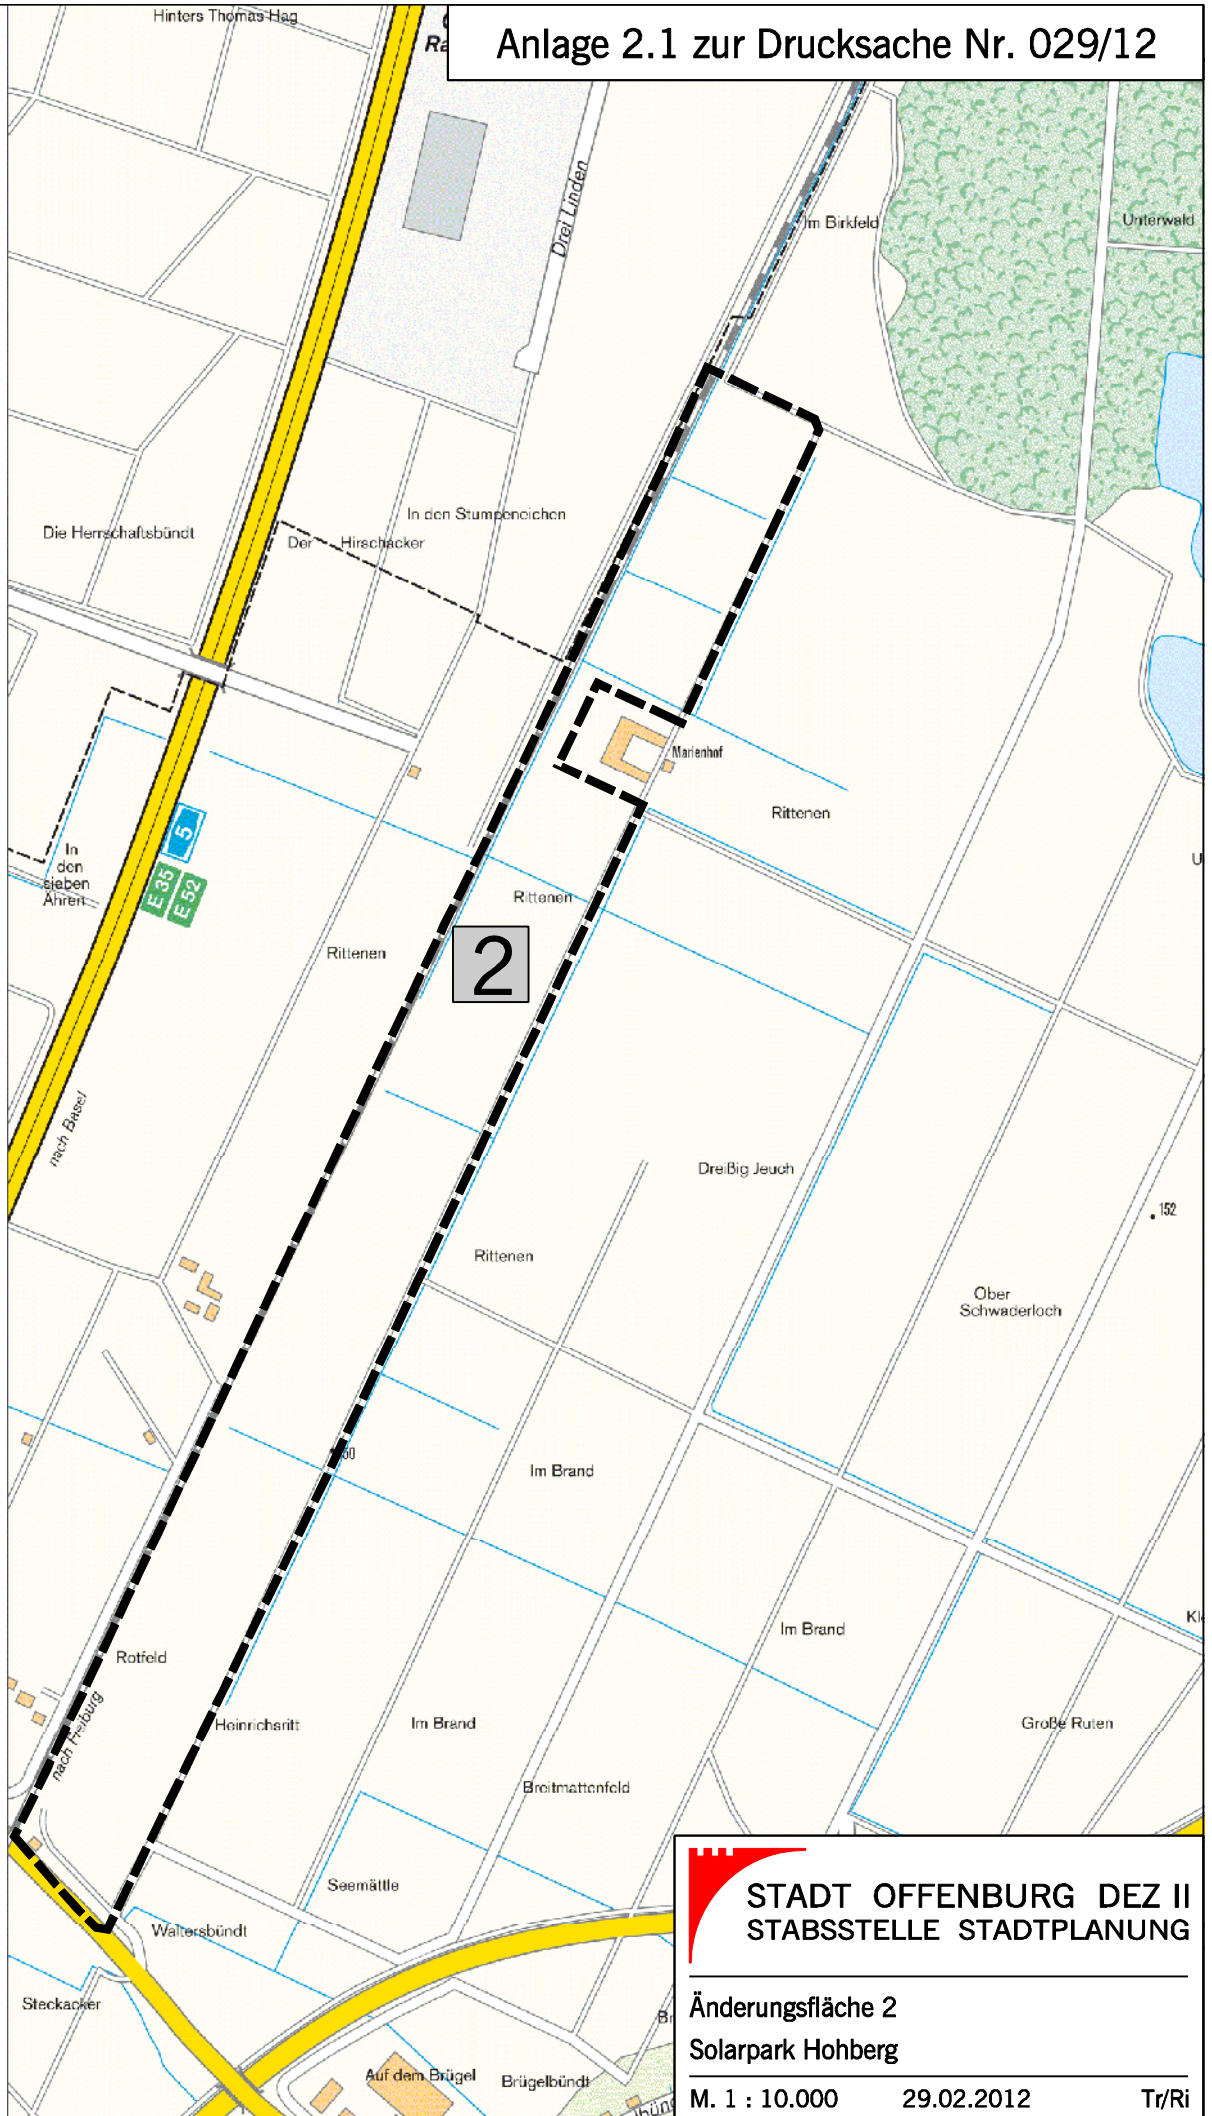 Anlage 2.1 zur Drucksache Nr. 029/12
Hinters Thomas Hag
Drei Linden
Im Birkfeld
Unterwald
In den Stumpeneichen
Die Herrschaftsbündt
Der Hirschacker
Marienhof
Rittenen
5
E 35
E 52
In
den
sieben
Ähren
Rittenen
Rittenen
2
nach Basel
Dreißig Jeuch
152
Rittenen
Ober
Schwaderloch
Im Brand
Im Brand
Rotfeld
nach Freiburg
Heinrichsritt
Im Brand
Große Ruten
Breitmattenfeld
Seemättle
Waltersbündt
Steckacker
Auf dem Brügel
Brügelbündt
STADT OFFENBURG DEZ II
STABSSTELLE STADTPLANUNG
Änderungsfläche 2
Solarpark Hohberg
M. 1 : 10.000 29.02.2012 Tr/Ri